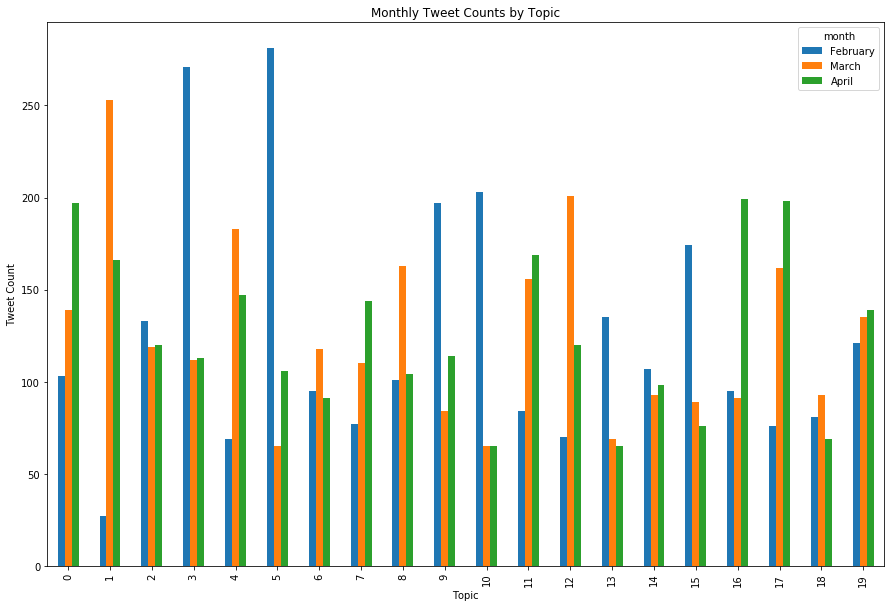 Monthly Tweet Counts by Topic
month
February
March
April
Tweet Count
250
200
150
100
50
0
0 1 2 3 4 5 6 7 8 9 10 11 12 13 14 15 16 17 18 19
Topic